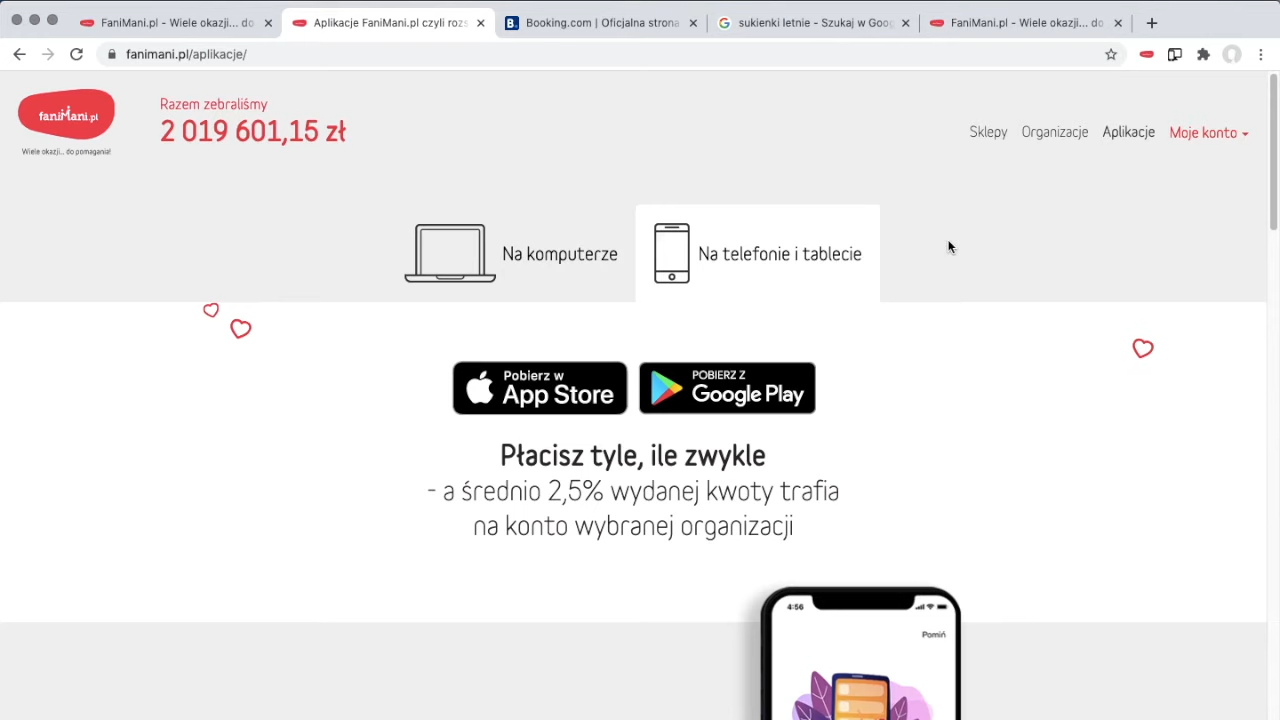 FaniMani.pl - Wiele okazji... do
Aplikacje FaniMani.pl czyli rozs
Booking.com | Oficjalna strona
sukienki letnie - Szukaj w Goog
FaniMani.pl - Wiele okazji... do
fanimani.pl/aplikacje/
faniMani.pl
Wiele okazji... do pomagania!
Razem zebraliśmy
2 019 601,15 zł
Sklepy
Organizacje
Aplikacje
Moje konto
Na komputerze
Na telefonie i tablecie
Pobierz w
App Store
POBIERZ Z
Google Play
Płacisz tyle, ile zwykle
- a średnio 2,5% wydanej kwoty trafia
na konto wybranej organizacji
4:56
Pomiń